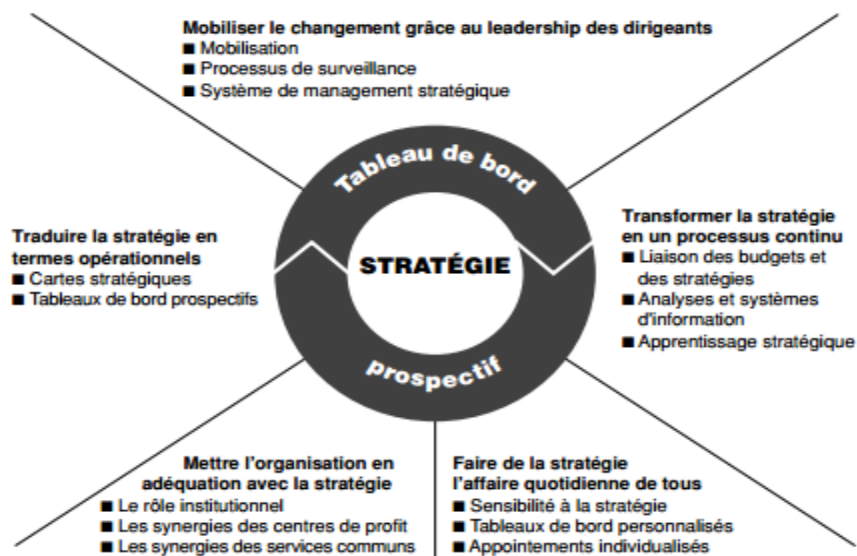 Mobiliser le changement grâce au leadership des dirigeants
■ Mobilisation
■ Processus de surveillance
■ Système de management stratégique
Tableau de bord
prospectif
STRATÉGIE
Traduire la stratégie en
termes opérationnels
■ Cartes stratégiques
■ Tableaux de bord prospectifs
Transformer la stratégie
en un processus continu
■ Liaison des budgets et
des stratégies
■ Analyses et systèmes
d'information
■ Apprentissage stratégique
Mettre l'organisation en
adéquation avec la stratégie
■ Le rôle institutionnel
■ Les synergies des centres de profit
■ Les synergies des services communs
Faire de la stratégie
l'affaire quotidienne de tous
■ Sensibilité à la stratégie
■ Tableaux de bord personnalisés
■ Appointements individualisés